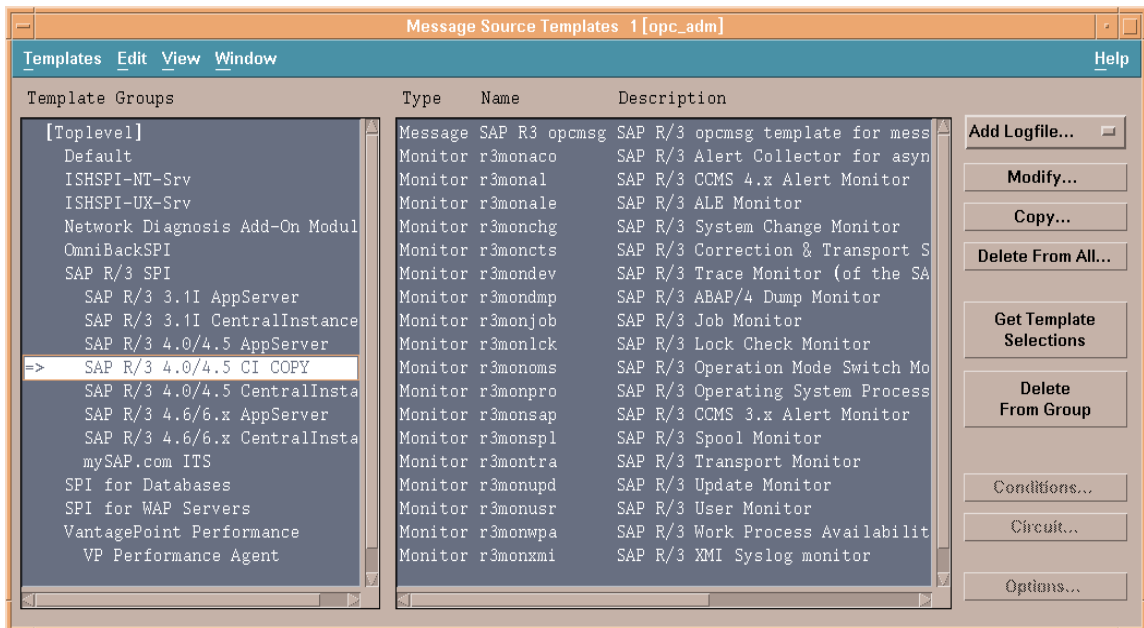 Message Source Templates 1 [opc_adm]
Templates Edit View Window Help
Template Groups
[Toplevel]
Default
ISHSPI-NT-Srv
ISHSPI-UX-Srv
Network Diagnosis Add-On Modul
OmniBackSPI
SAP R/3 SPI
SAP R/3 3.1I AppServer
SAP R/3 3.1I CentralInstance
SAP R/3 4.0/4.5 AppServer
=> SAP R/3 4.0/4.5 CI COPY
SAP R/3 4.0/4.5 CentralInsta
SAP R/3 4.6/6.x AppServer
SAP R/3 4.6/6.x CentralInsta
mySAP.com ITS
SPI for Databases
SPI for WAP Servers
VantagePoint Performance
VP Performance Agent
Type Name Description
Message SAP R3 opcmsg SAP R/3 opcmsg template for mess
Monitor r3monaco SAP R/3 Alert Collector for asyn
Monitor r3monal SAP R/3 CCMS 4.x Alert Monitor
Monitor r3monale SAP R/3 ALE Monitor
Monitor r3monchg SAP R/3 System Change Monitor
Monitor r3moncts SAP R/3 Correction & Transport S
Monitor r3mondev SAP R/3 Trace Monitor (of the SA
Monitor r3mondmp SAP R/3 ABAP/4 Dump Monitor
Monitor r3monjob SAP R/3 Job Monitor
Monitor r3monlck SAP R/3 Lock Check Monitor
Monitor r3monoms SAP R/3 Operation Mode Switch Mo
Monitor r3monpro SAP R/3 Operating System Process
Monitor r3monsap SAP R/3 CCMS 3.x Alert Monitor
Monitor r3monspl SAP R/3 Spool Monitor
Monitor r3montra SAP R/3 Transport Monitor
Monitor r3monupd SAP R/3 Update Monitor
Monitor r3monusr SAP R/3 User Monitor
Monitor r3monwpa SAP R/3 Work Process Availabilit
Monitor r3monxmi SAP R/3 XMI Syslog monitor
Add Logfile...
Modify...
Copy...
Delete From All...
Get Template
Selections
Delete
From Group
Conditions...
Circuit...
Options...